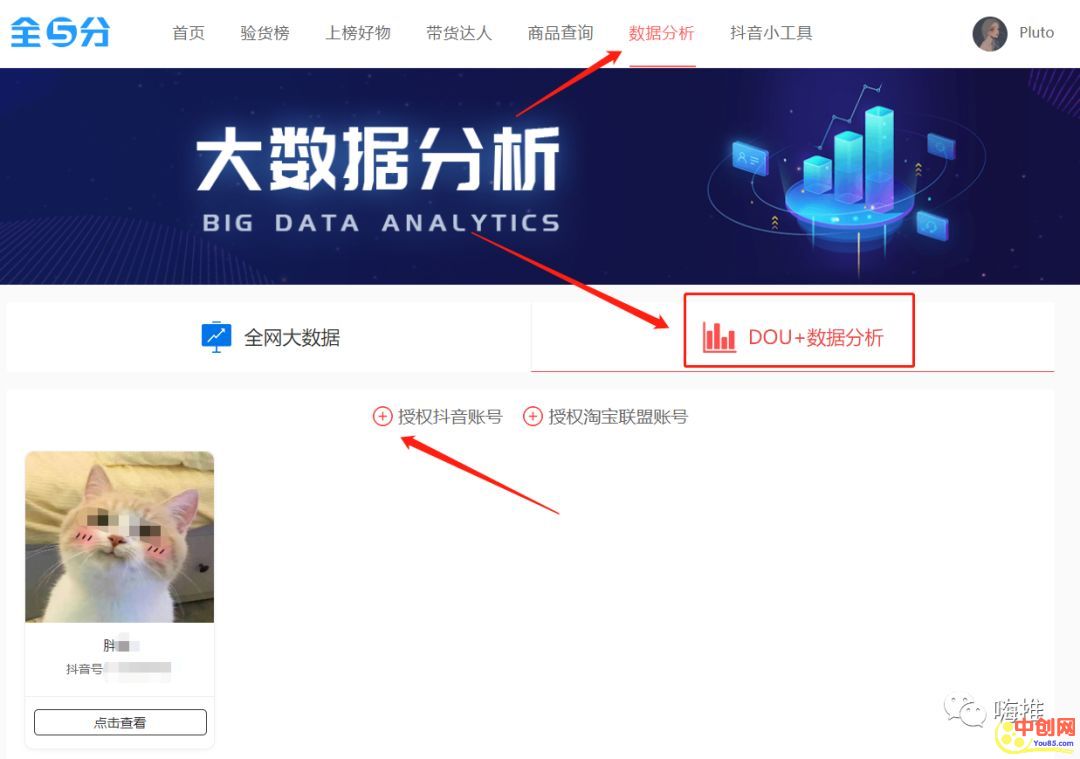 全5分
首页 验货榜 上榜好物 带货达人 商品查询 数据分析 抖音小工具 Pluto
大数据分析
BIG DATA ANALYTICS
全网大数据 DOU+数据分析
授权抖音账号 授权淘宝联盟账号
胖
抖音号
点击查看
嗨推
中创网
You85.com